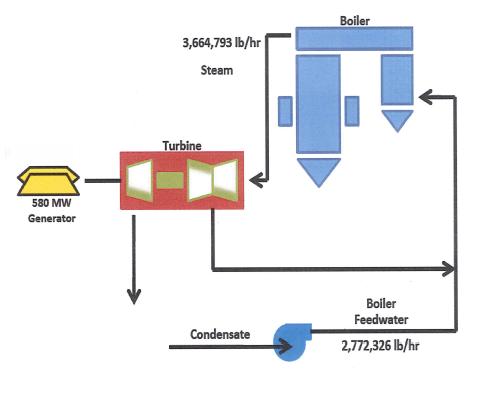 Boiler
3,664,793 lb/hr
Steam
Turbine
580 MW
Generator
Boiler
Feedwater
Condensate
2,772,326 lb/hr